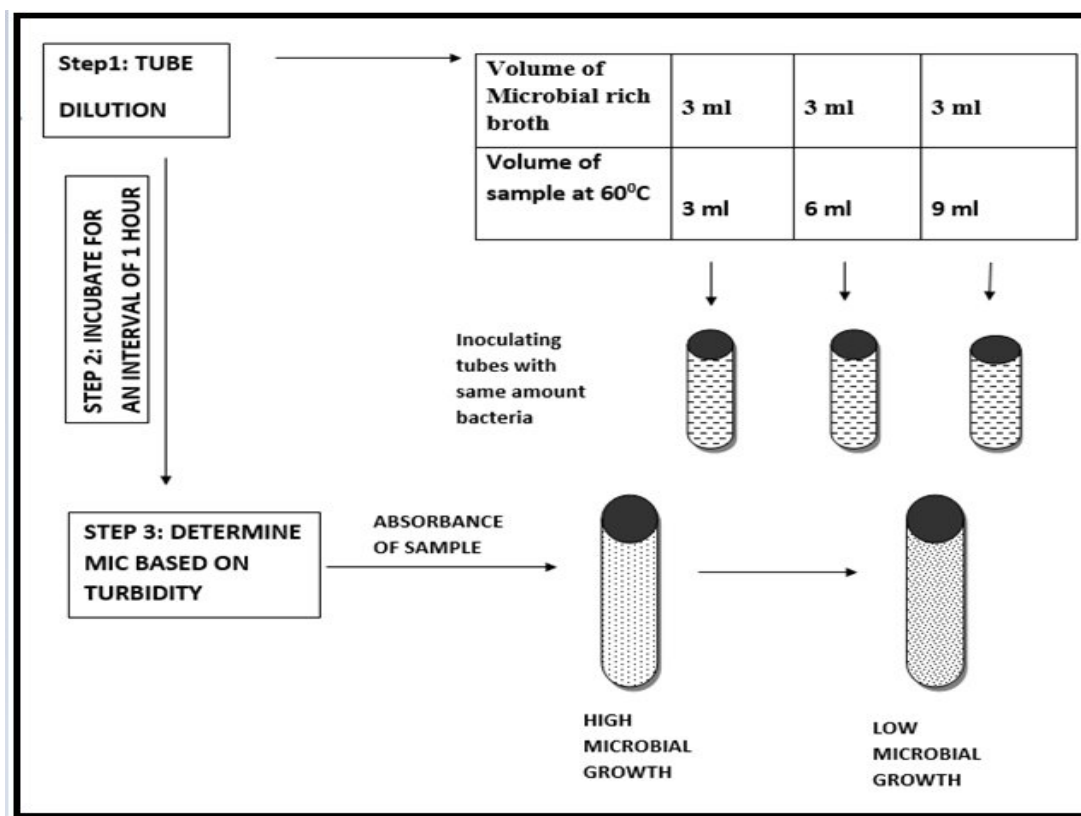 Step1: TUBE
DILUTION
Volume of
Microbial rich
broth
3 ml
3 ml
3 ml
Volume of
sample at 60⁰C
3 ml
6 ml
9 ml
STEP 2: INCUBATE FOR
AN INTERVAL OF 1 HOUR
Inoculating
tubes with
same amount
bacteria
STEP 3: DETERMINE
MIC BASED ON
TURBIDITY
ABSORBANCE
OF SAMPLE
HIGH
MICROBIAL
GROWTH
LOW
MICROBIAL
GROWTH